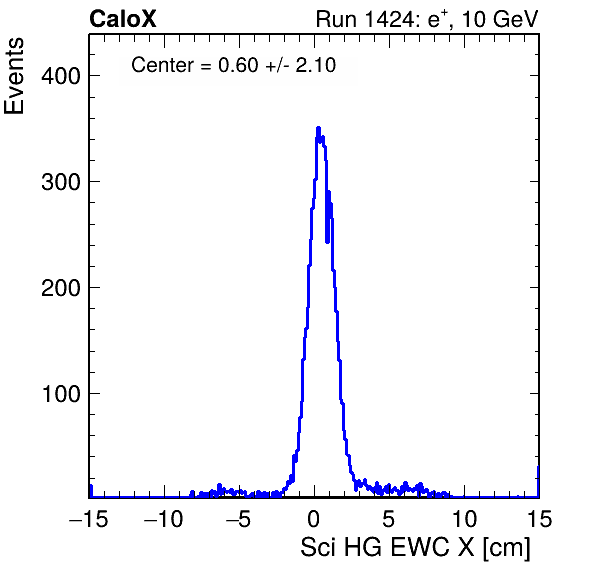 CaloX Run 1424: e⁺, 10 GeV
Events
Center = 0.60 +/- 2.10
400
300
200
100
−15 −10 −5 0 5 10 15
Sci HG EWC X [cm]